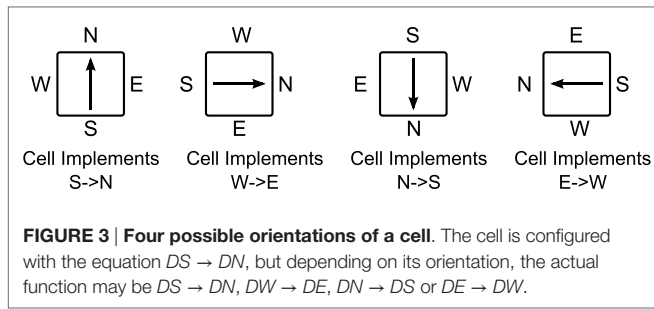 N W S E
W E S N E W N S
S E N W
Cell Implements Cell Implements Cell Implements Cell Implements
S->N W->E N->S E->W
FIGURE 3 | Four possible orientations of a cell. The cell is configured
with the equation DS → DN, but depending on its orientation, the actual
function may be DS → DN, DW → DE, DN → DS or DE → DW.